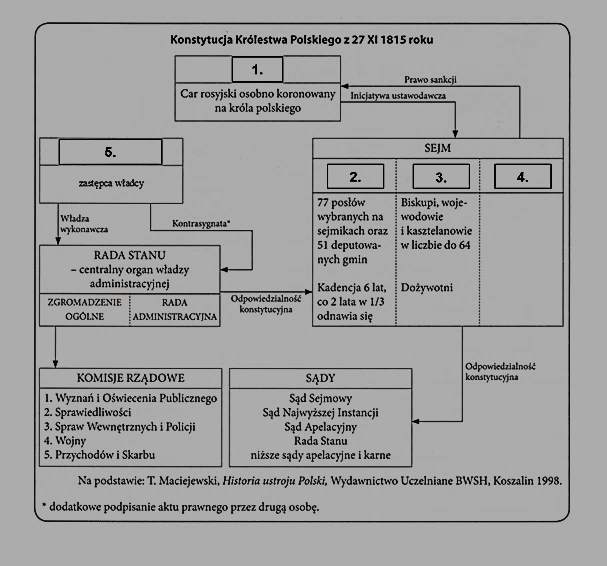 Konstytucja Królestwa Polskiego z 27 XI 1815 roku
1.
Car rosyjski osobno koronowany
na króla polskiego
Prawo sankcji
Inicjatywa ustawodawcza
5.
zastępca władcy
Władza
wykonawcza
Kontrasygnata*
SEJM
2.
77 posłów
wybranych na
sejmikach oraz
51 deputowa-
nych gmin
Kadencja 6 lat,
co 2 lata w 1/3
odnawia się
3.
Biskupi, woje-
wodowie
i kasztelanowie
w liczbie do 64
Dożywotni
4.
RADA STANU
– centralny organ władzy
administracyjnej
ZGROMADZENIE
OGÓLNE
RADA
ADMINISTRACYJNA
Odpowiedzialność
konstytucyjna
Odpowiedzialność
konstytucyjna
KOMISJE RZĄDOWE
1. Wyznań i Oświecenia Publicznego
2. Sprawiedliwości
3. Spraw Wewnętrznych i Policji
4. Wojny
5. Przychodów i Skarbu
SĄDY
Sąd Sejmowy
Sąd Najwyższej Instancji
Sąd Apelacyjny
Rada Stanu
niższe sądy apelacyjne i karne
Na podstawie: T. Maciejewski, Historia ustroju Polski, Wydawnictwo Uczelniane BWSH, Koszalin 1998.
* dodatkowe podpisanie aktu prawnego przez drugą osobę.